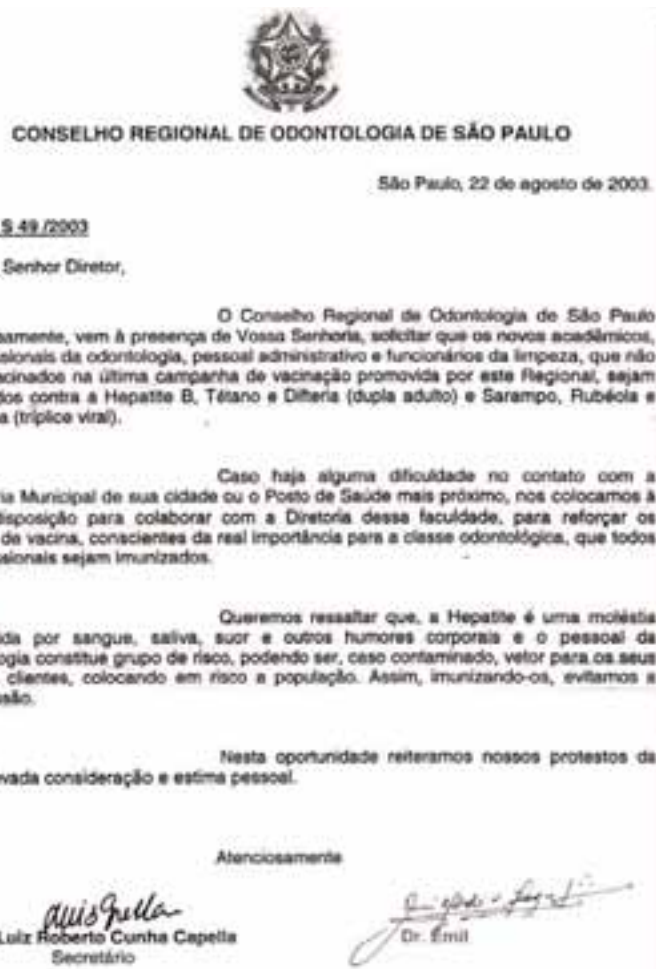 CONSELHO REGIONAL DE ODONTOLOGIA DE SÃO PAULO
São Paulo, 22 de agosto de 2003.
S 49 /2003
Senhor Diretor,
O Conselho Regional de Odontologia de São Paulo
samente, vem à presença de Vossa Senhoria, solicitar que os novos acadêmicos,
sionais da odontologia, pessoal administrativo e funcionários da limpeza, que não
acinados na última campanha de vacinação promovida por este Regional, sejam
dos contra a Hepatite B, Tétano e Difteria (dupla adulto) e Sarampo, Rubéola e
a (tríplice viral).
Caso haja alguma dificuldade no contato com a
ria Municipal de sua cidade ou o Posto de Saúde mais próximo, nos colocamos à
disposição para colaborar com a Diretoria dessa faculdade, para reforçar os
de vacina, conscientes da real importância para a classe odontológica, que todos
ssionais sejam imunizados.
Queremos ressaltar que, a Hepatite é uma moléstia
ida por sangue, saliva, suor e outros humores corporais e o pessoal da
logia constitue grupo de risco, podendo ser, caso contaminado, vetor para os seus
clientes, colocando em risco a população. Assim, imunizando-os, evitamos a
ssão.
Nesta oportunidade reiteramos nossos protestos da
evada consideração e estima pessoal.
Atenciosamente
Luiz Roberto Cunha Capella
Dr. Emil
Secretário